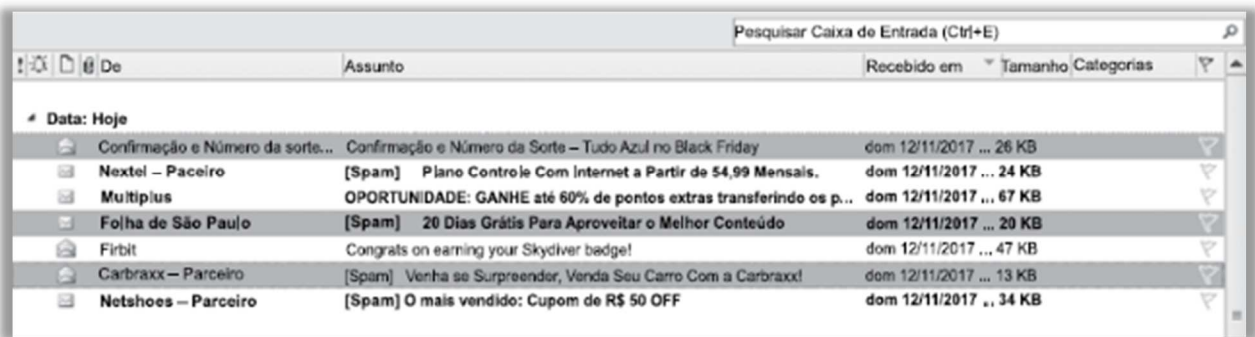 Pesquisar Caixa de Entrada (Ctrl+E)
! De Assunto Recebido em Tamanho Categorias
Data: Hoje
Confirmação e Número da sorte... Confirmação e Número da Sorte – Tudo Azul no Black Friday dom 12/11/2017 ... 26 KB
Nextel – Paceiro [Spam] Plano Controle Com Internet a Partir de 54,99 Mensais. dom 12/11/2017 ... 24 KB
Multiplus OPORTUNIDADE: GANHE até 60% de pontos extras transferindo os p... dom 12/11/2017 ... 67 KB
Folha de São Paulo [Spam] 20 Dias Grátis Para Aproveitar o Melhor Conteúdo dom 12/11/2017 ... 20 KB
Firbit Congrats on earning your Skydiver badge! dom 12/11/2017 ... 47 KB
Carbraxx – Parceiro [Spam] Venha se Surpreender, Venda Seu Carro Com a Carbraxx! dom 12/11/2017 ... 13 KB
Netshoes – Parceiro [Spam] O mais vendido: Cupom de R$ 50 OFF dom 12/11/2017 ... 34 KB